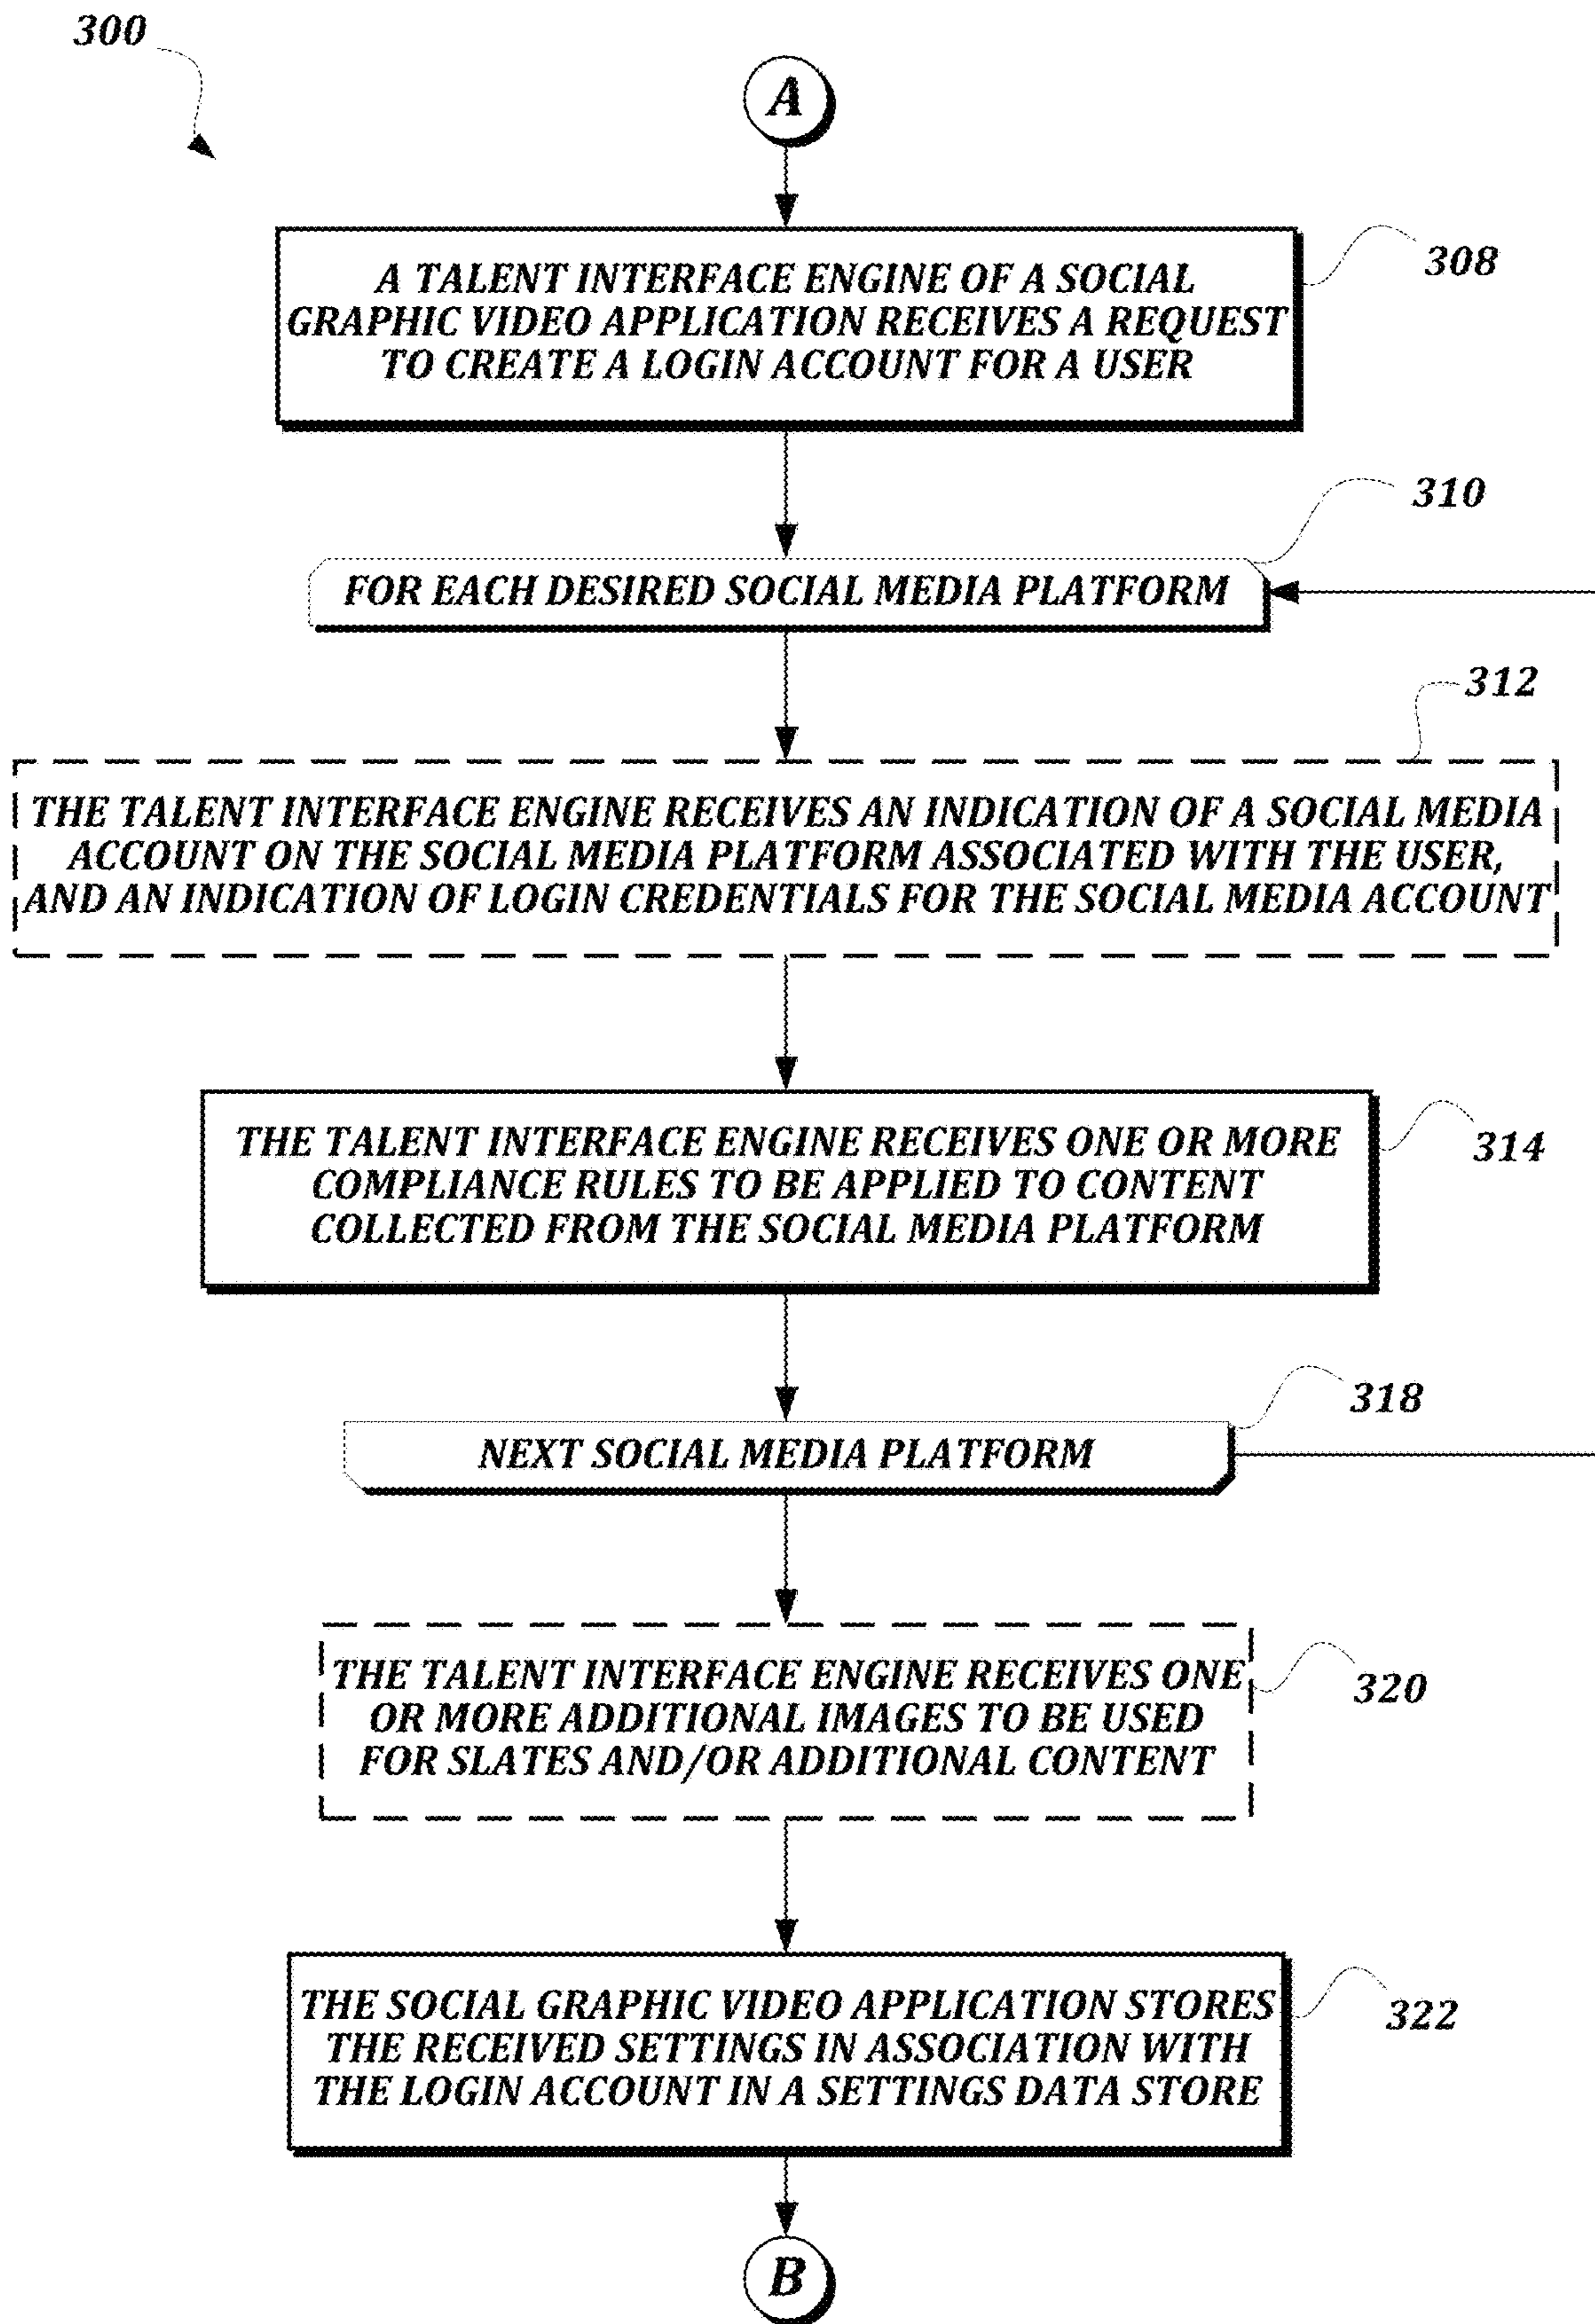 300
A
A TALENT INTERFACE ENGINE OF A SOCIAL
GRAPHIC VIDEO APPLICATION RECEIVES A REQUEST
TO CREATE A LOGIN ACCOUNT FOR A USER
308
310
FOR EACH DESIRED SOCIAL MEDIA PLATFORM
312
THE TALENT INTERFACE ENGINE RECEIVES AN INDICATION OF A SOCIAL MEDIA
ACCOUNT ON THE SOCIAL MEDIA PLATFORM ASSOCIATED WITH THE USER,
AND AN INDICATION OF LOGIN CREDENTIALS FOR THE SOCIAL MEDIA ACCOUNT
THE TALENT INTERFACE ENGINE RECEIVES ONE OR MORE
COMPLIANCE RULES TO BE APPLIED TO CONTENT
COLLECTED FROM THE SOCIAL MEDIA PLATFORM
314
318
NEXT SOCIAL MEDIA PLATFORM
THE TALENT INTERFACE ENGINE RECEIVES ONE
OR MORE ADDITIONAL IMAGES TO BE USED
FOR SLATES AND/OR ADDITIONAL CONTENT
320
THE SOCIAL GRAPHIC VIDEO APPLICATION STORES
THE RECEIVED SETTINGS IN ASSOCIATION WITH
THE LOGIN ACCOUNT IN A SETTINGS DATA STORE
322
B